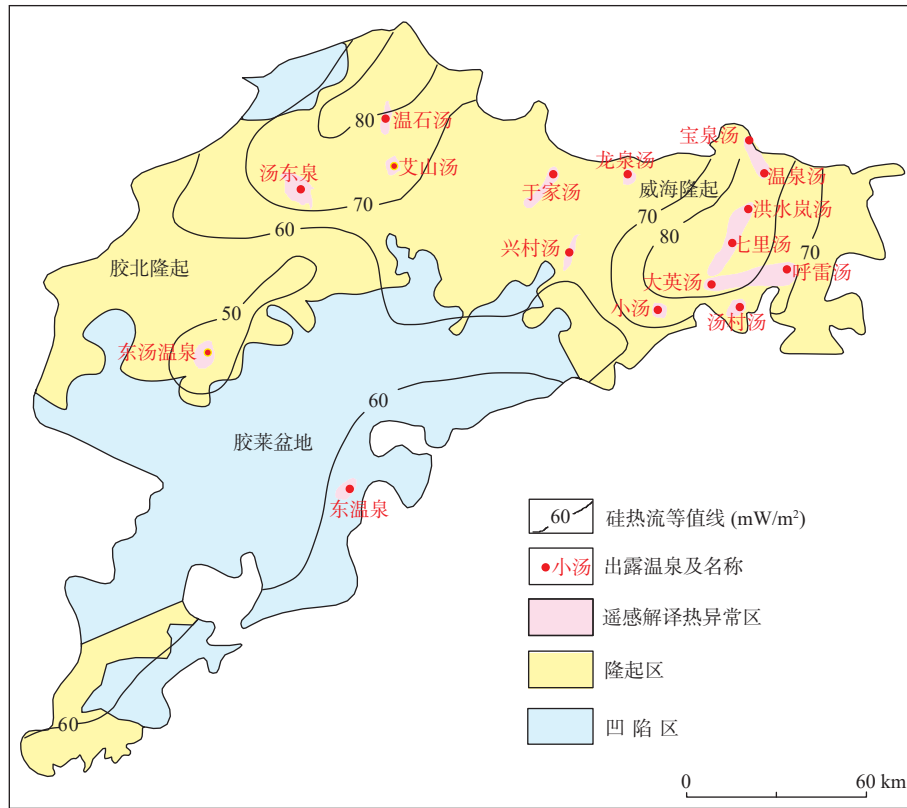 80
温石汤
宝泉汤
艾山汤
龙泉汤
温泉汤
汤东泉
于家汤
威海隆起
70
70
洪水岚汤
60
80
七里汤
70
兴村汤
胶北隆起
呼雷汤
大英汤
50
小汤
汤村汤
东汤温泉
60
胶莱盆地
东温泉
60 硅热流等值线 (mW/m²)
小汤 出露温泉及名称
遥感解译热异常区
隆起区
60
凹 陷 区
0 60 km